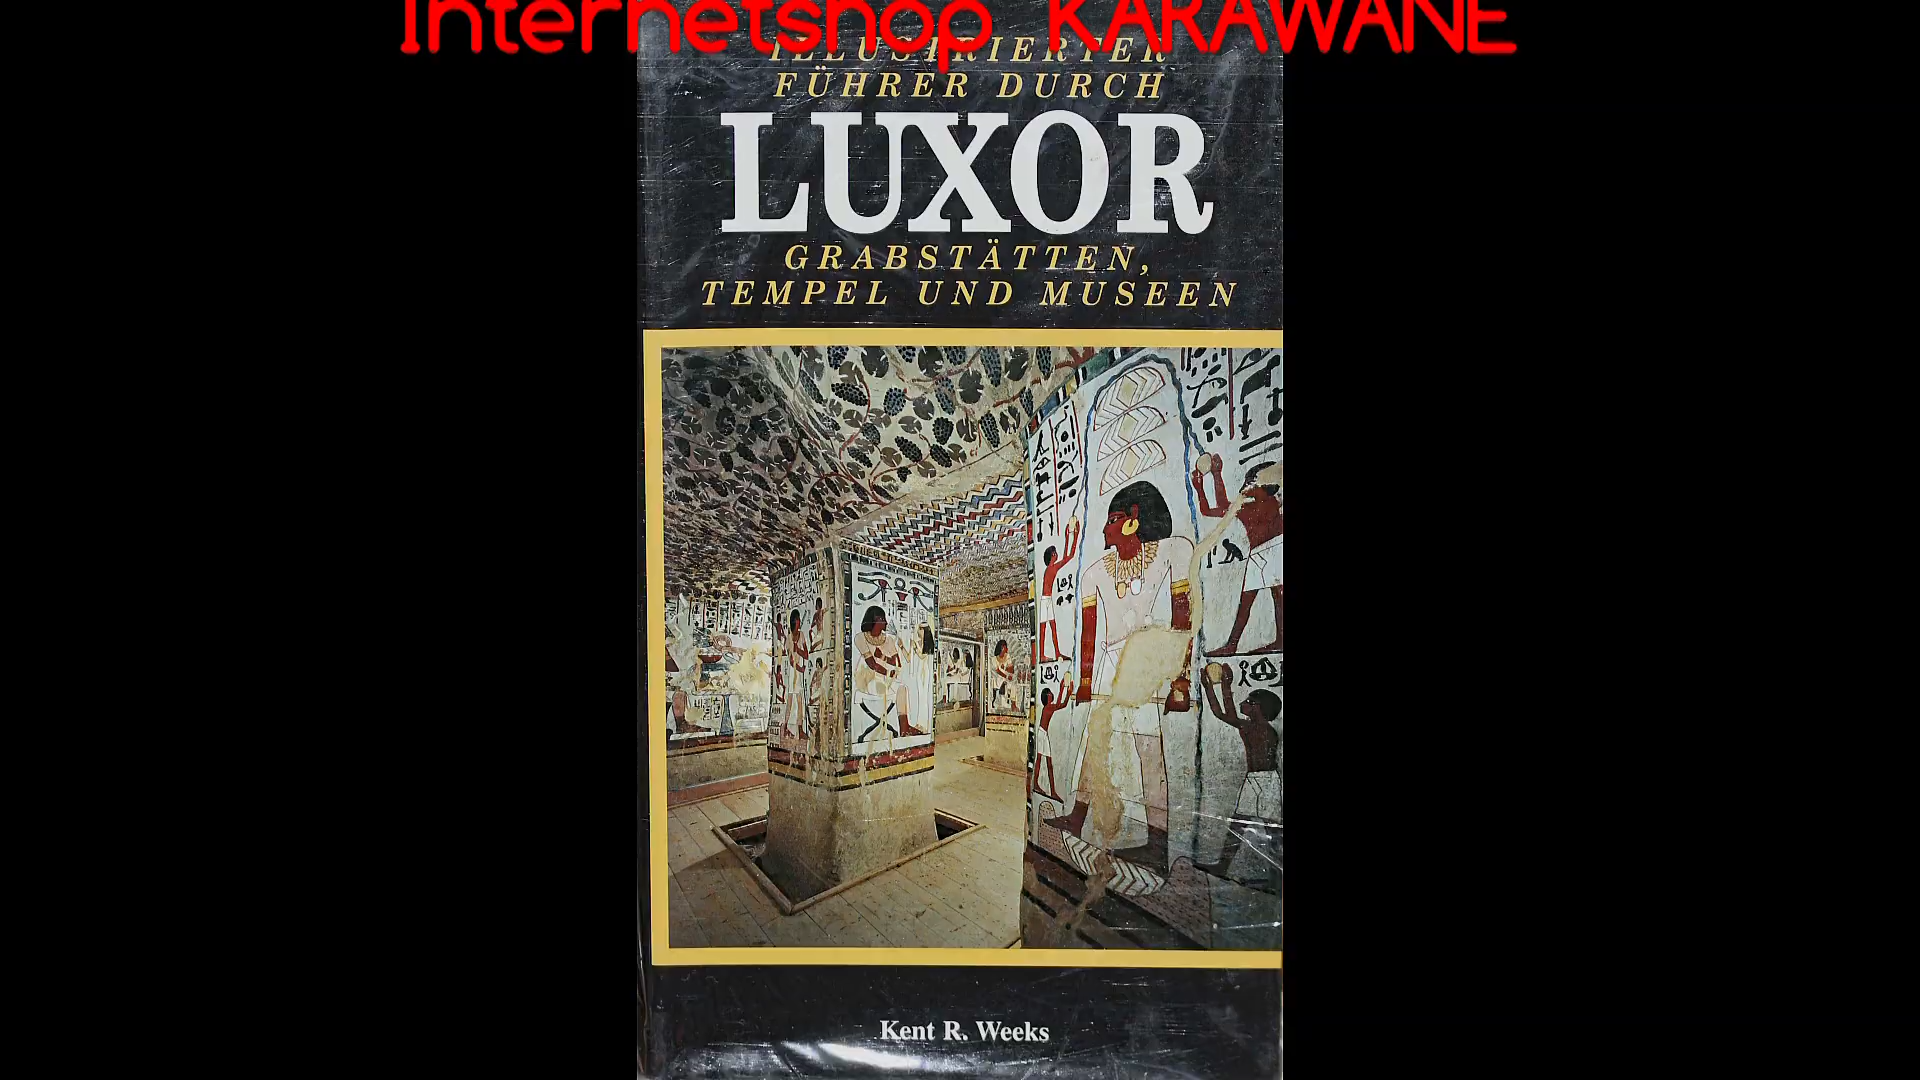 Internetshop KARAWANE
ILLUSTRIERTER
FÜHRER DURCH
LUXOR
GRABSTÄTTEN,
TEMPEL UND MUSEEN
Kent R. Weeks